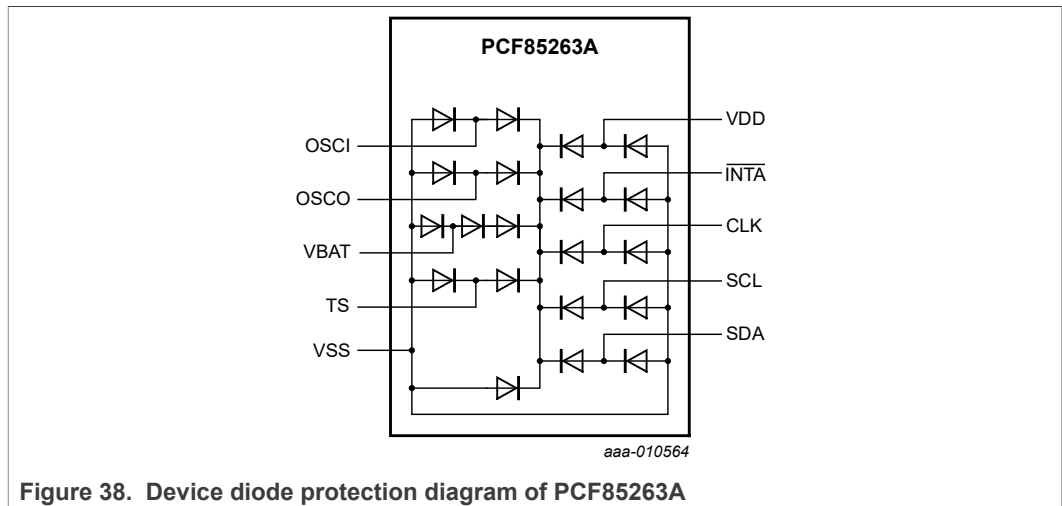 PCF85263A
OSCI
OSCO
VBAT
TS
VSS
VDD
INTA
CLK
SCL
SDA
aaa-010564
Figure 38. Device diode protection diagram of PCF85263A